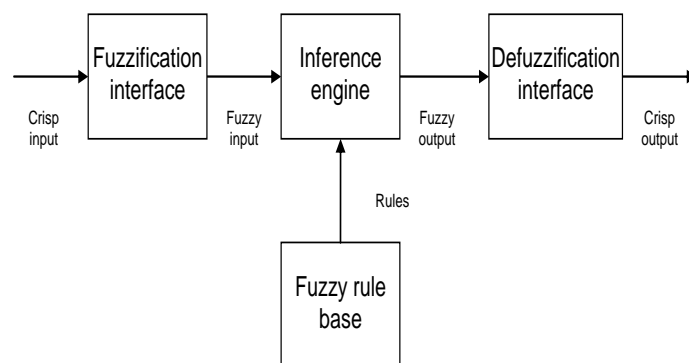 Fuzzification
interface
Inference
engine
Defuzzification
interface
Crisp
input
Fuzzy
input
Fuzzy
output
Crisp
output
Rules
Fuzzy rule
base